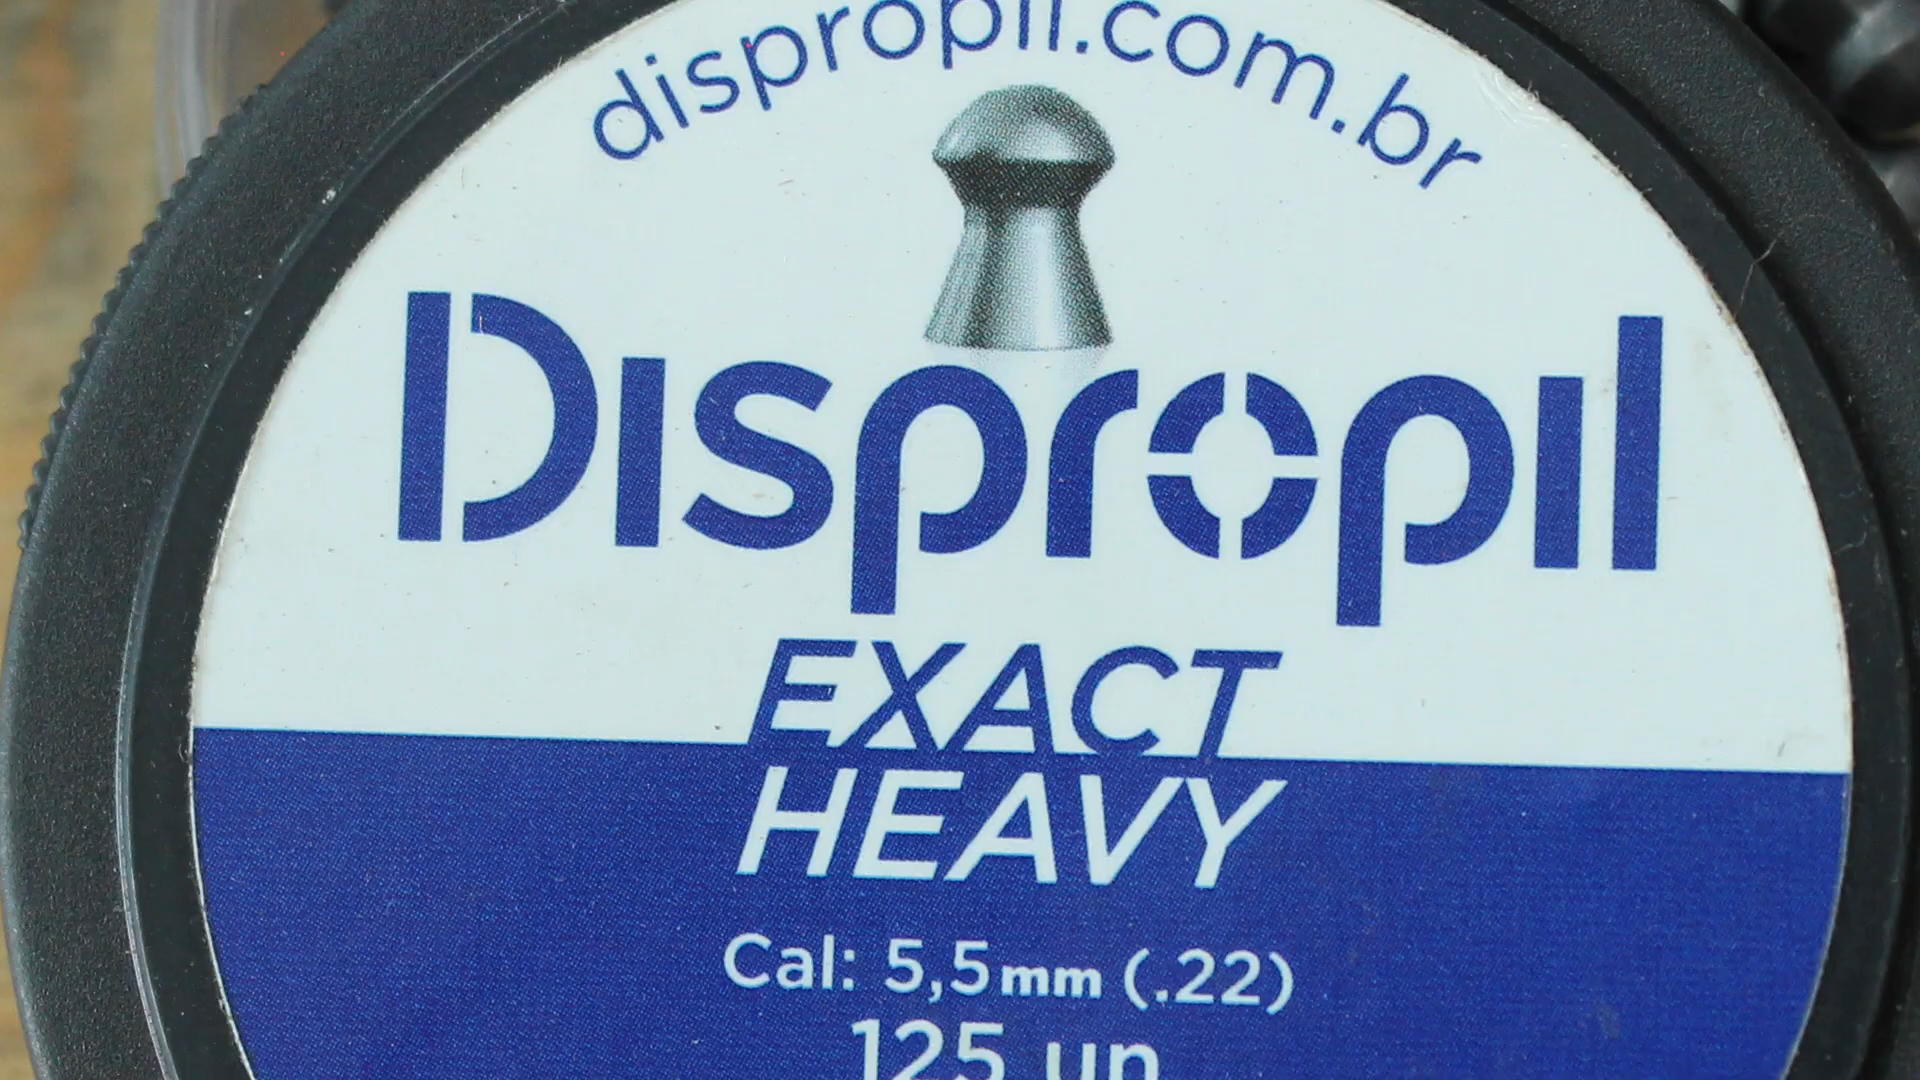 dispropil.com.br
Dispropil
EXACT
HEAVY
Cal: 5,5mm (.22)
125 un